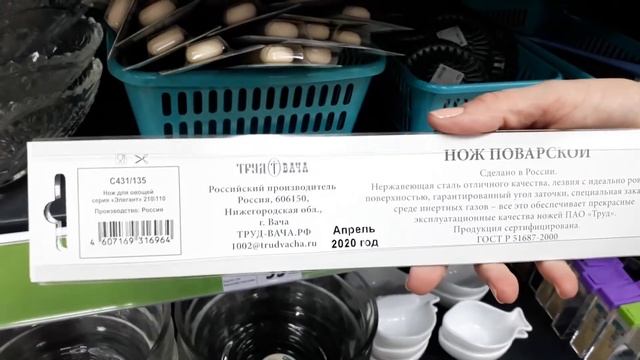 С431/135
Нож для овощей
серия «Элегант» 210/110
Производство: Россия
4 607169 316964
ТРУД ВАЧА
Российский производитель
Россия, 606150,
Нижегородская обл.,
г. Вача
ТРУД-ВАЧА.РФ
1002@trudvacha.ru
Апрель
2020 год
НОЖ ПОВАРСКОЙ
Сделано в России.
Нержавеющая сталь отличного качества, лезвия с идеально
поверхностью, гарантированный угол заточки, специальная
среде инертных газов – все это обеспечивает прекрасные
эксплуатационные качества ножей ПАО «Труд».
Продукция сертифицирована.
ГОСТ Р 51687-2000